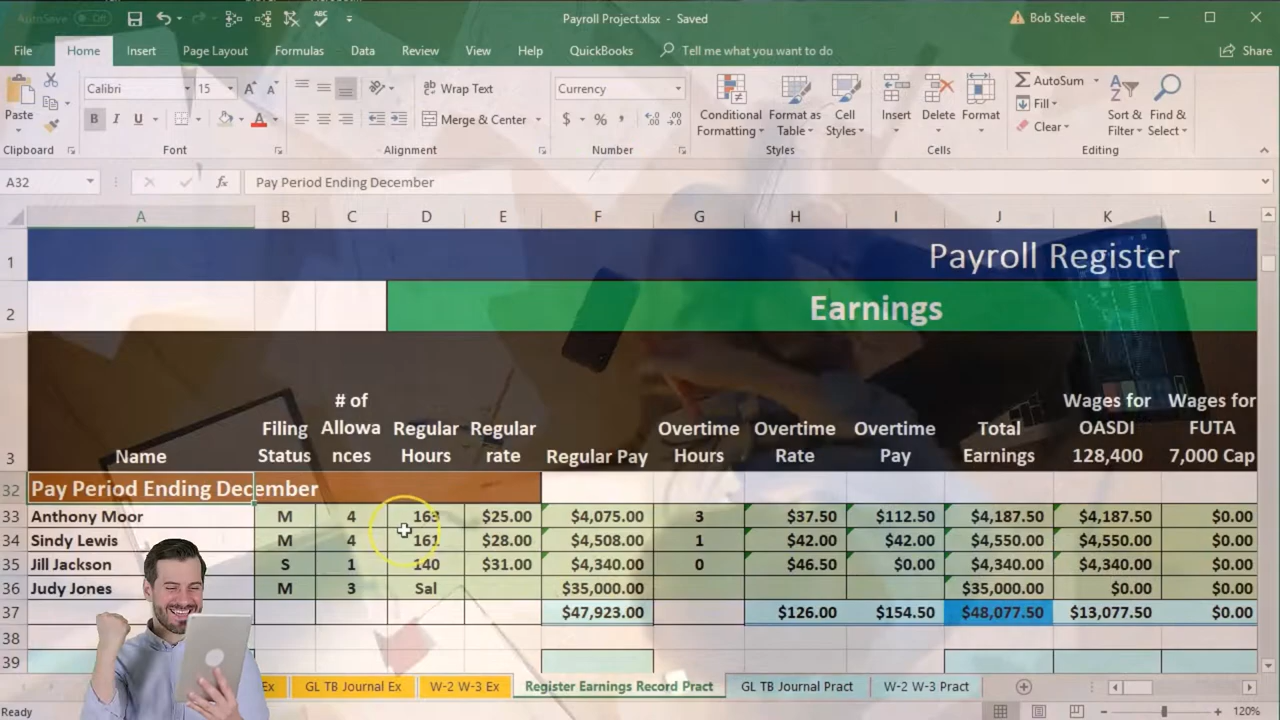 AutoSave Off Payroll Project.xlsx - Saved Bob Steele
File Home Insert Page Layout Formulas Data Review View Help QuickBooks Tell me what you want to do Share
Calibri 15 Wrap Text Currency AutoSum
Paste B I U Merge & Center $ % Conditional Formatting Format as Table Cell Styles Insert Delete Format Fill Clear Sort & Filter Find & Select
Clipboard Font Alignment Number Styles Cells Editing
A32 fx Pay Period Ending December
A B C D E F G H I J K L
1 Payroll Register
2 Earnings
# of Wages for Wages for
Filing Allowa Regular Regular Overtime Overtime Overtime Total OASDI FUTA
3 Name Status nces Hours rate Regular Pay Hours Rate Pay Earnings 128,400 7,000 Cap
32 Pay Period Ending December
33 Anthony Moor M 4 163 $25.00 $4,075.00 3 $37.50 $112.50 $4,187.50 $4,187.50 $0.00
34 Sindy Lewis M 4 161 $28.00 $4,508.00 1 $42.00 $42.00 $4,550.00 $4,550.00 $0.00
35 Jill Jackson S 1 140 $31.00 $4,340.00 0 $46.50 $0.00 $4,340.00 $4,340.00 $0.00
36 Judy Jones M 3 Sal $35,000.00 $35,000.00 $0.00 $0.00
37 $47,923.00 $126.00 $154.50 $48,077.50 $13,077.50 $0.00
38
39
Ex GL TB Journal Ex W-2 W-3 Ex Register Earnings Record Pract GL TB Journal Pract W-2 W-3 Pract
Ready 120%